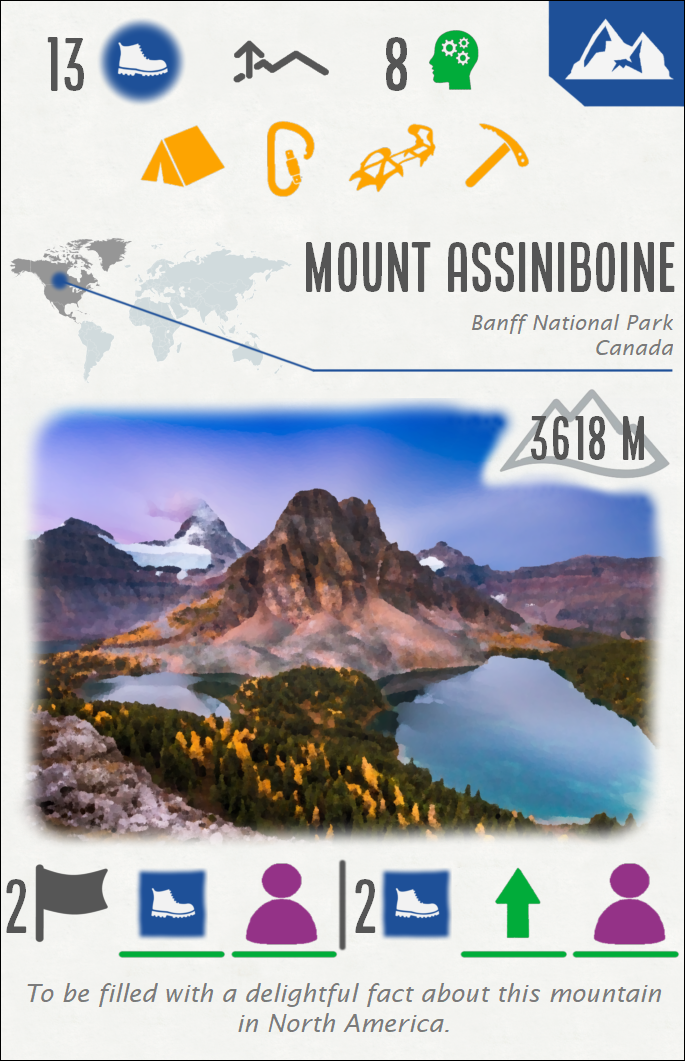 13
8
MOUNT ASSINIBOINE
Banff National Park
Canada
3618 M
2
2
To be filled with a delightful fact about this mountain
in North America.